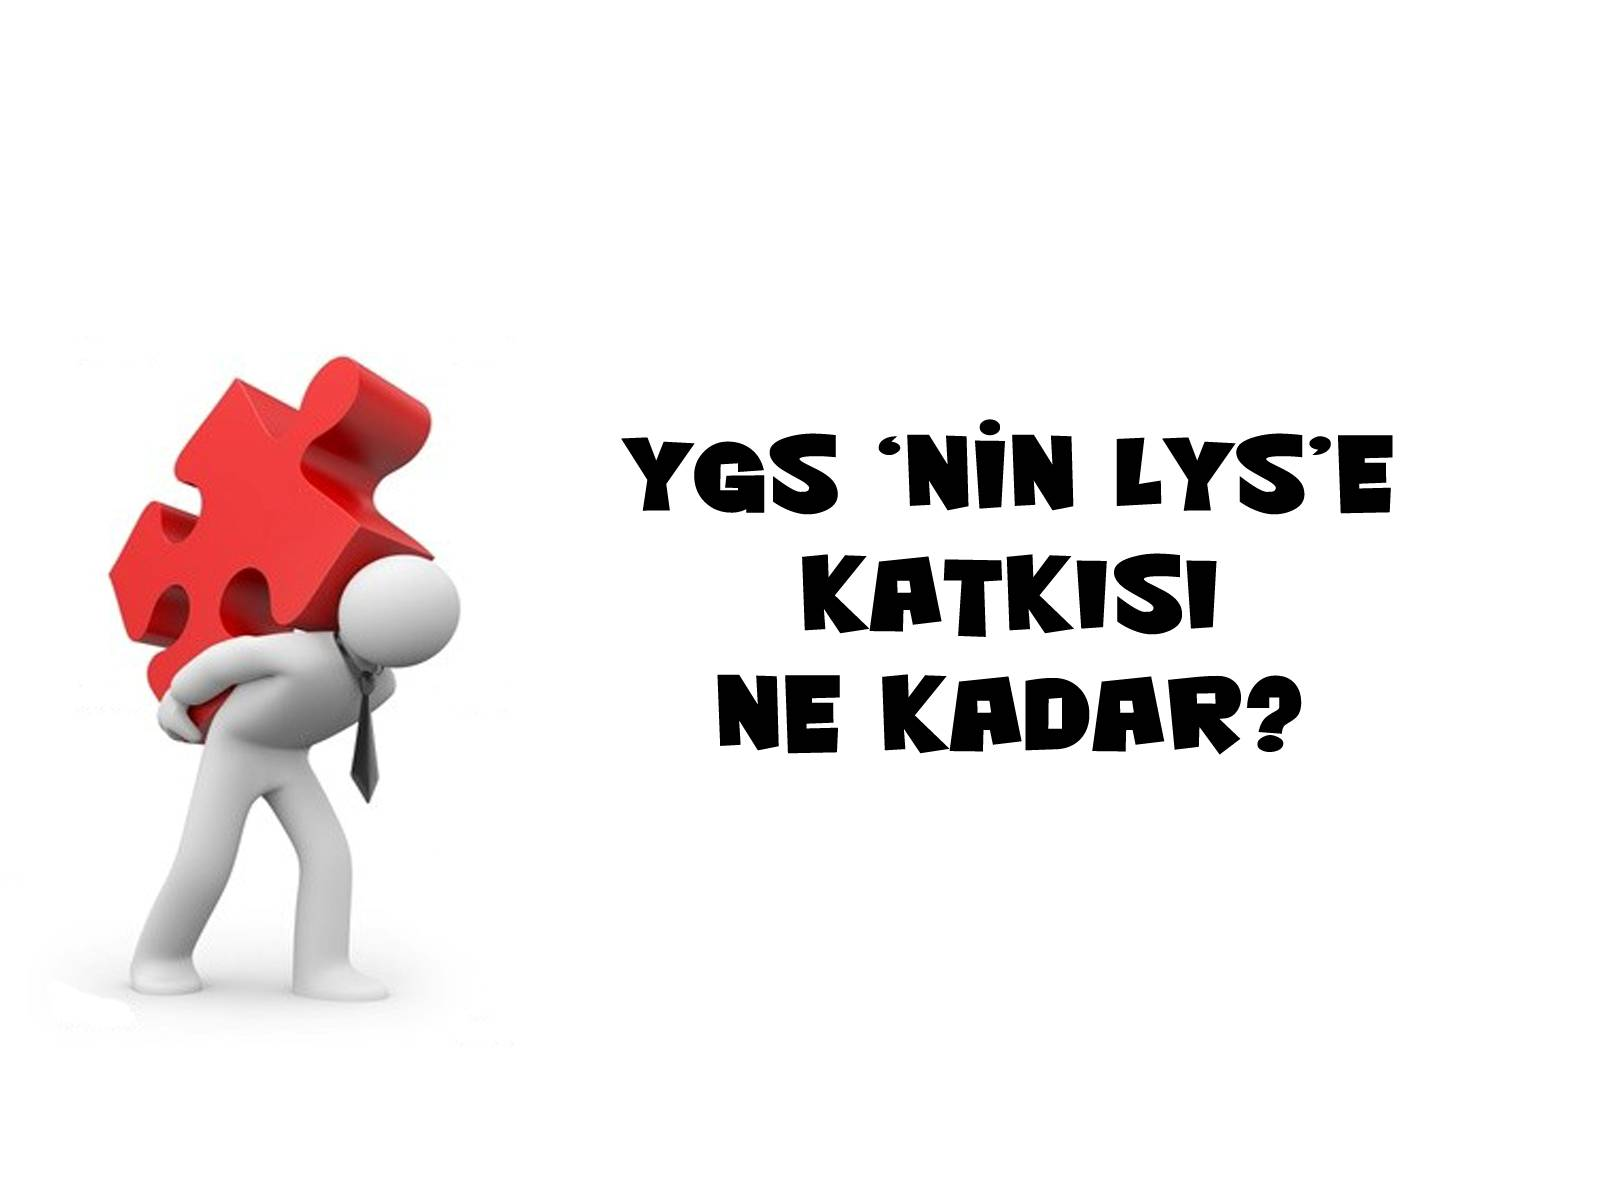 YGS ‘NİN LYS’E
KATKISI
NE KADAR?